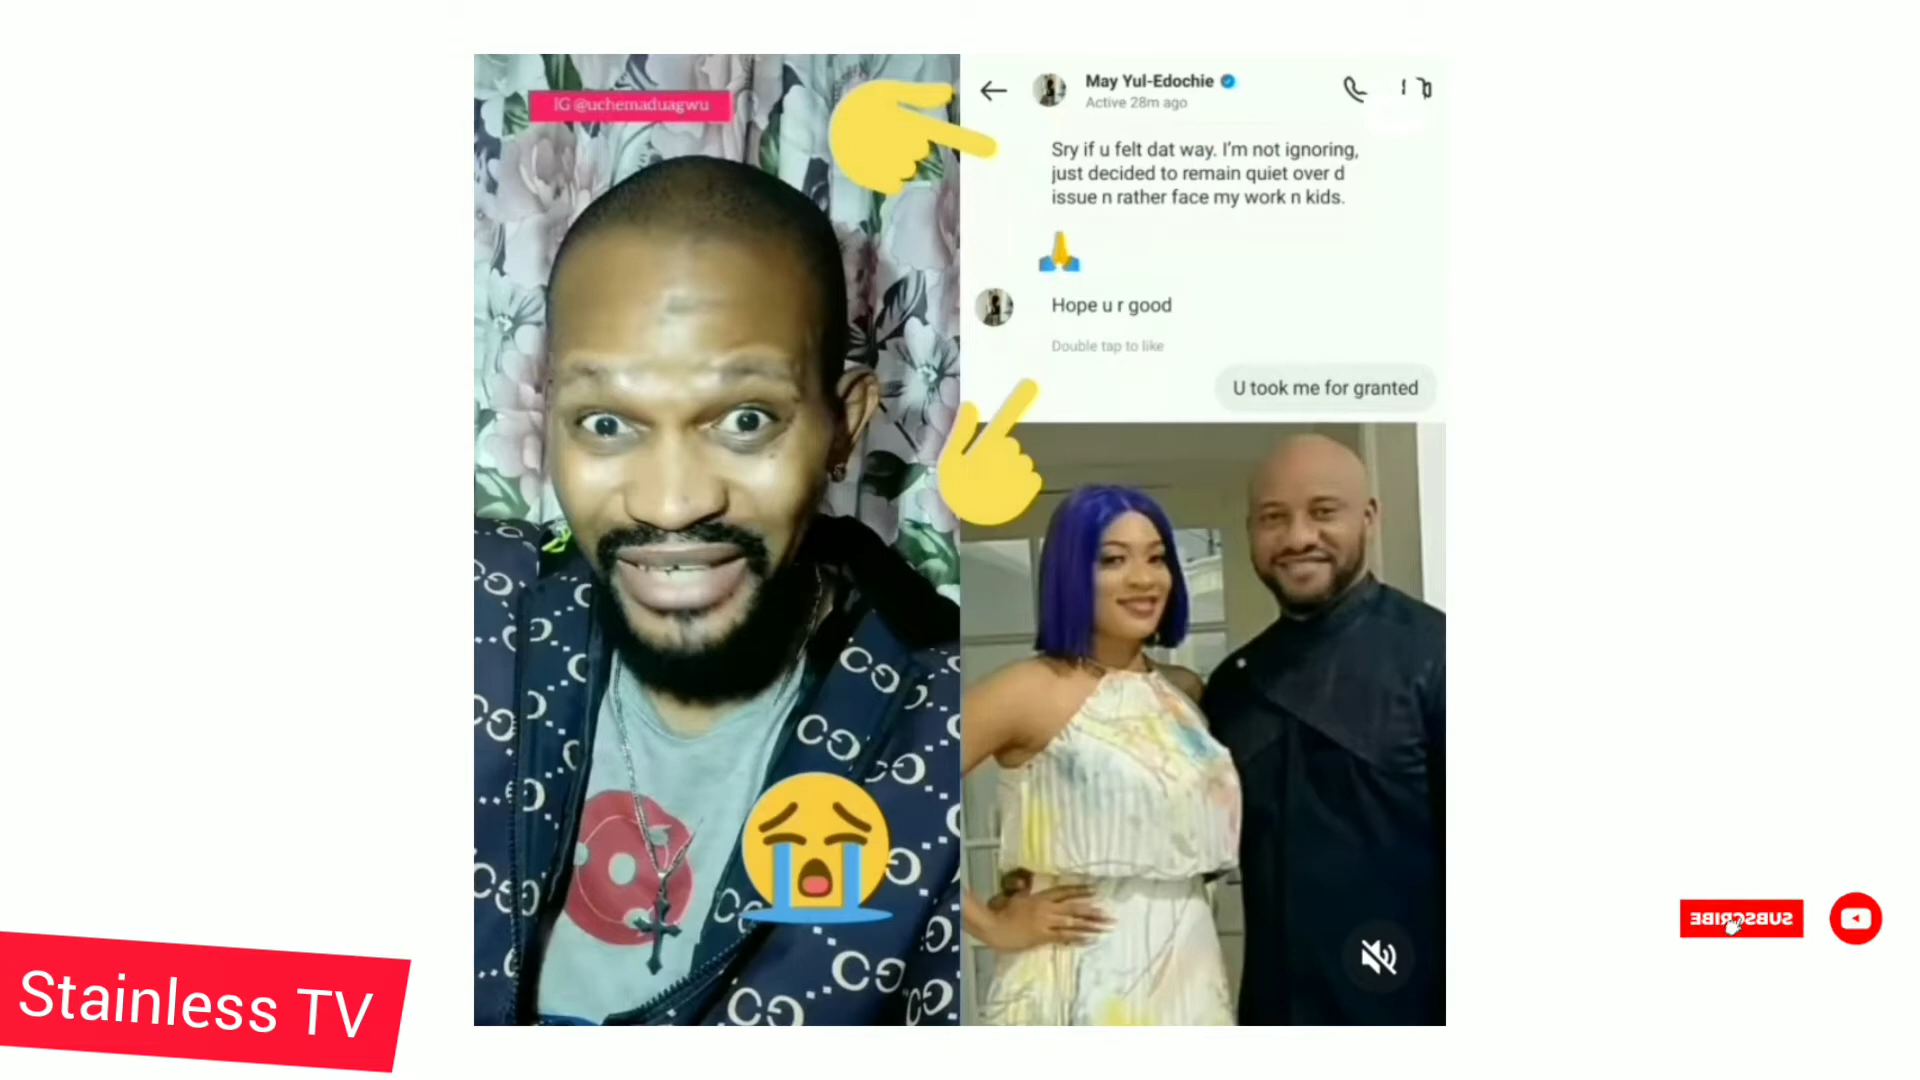 IG @uchemaduagwu
May Yul-Edochie
Active 28m ago
Sry if u felt dat way. I'm not ignoring,
just decided to remain quiet over d
issue n rather face my work n kids.
Hope u r good
Double tap to like
U took me for granted
SUBSCRIBE
Stainless TV